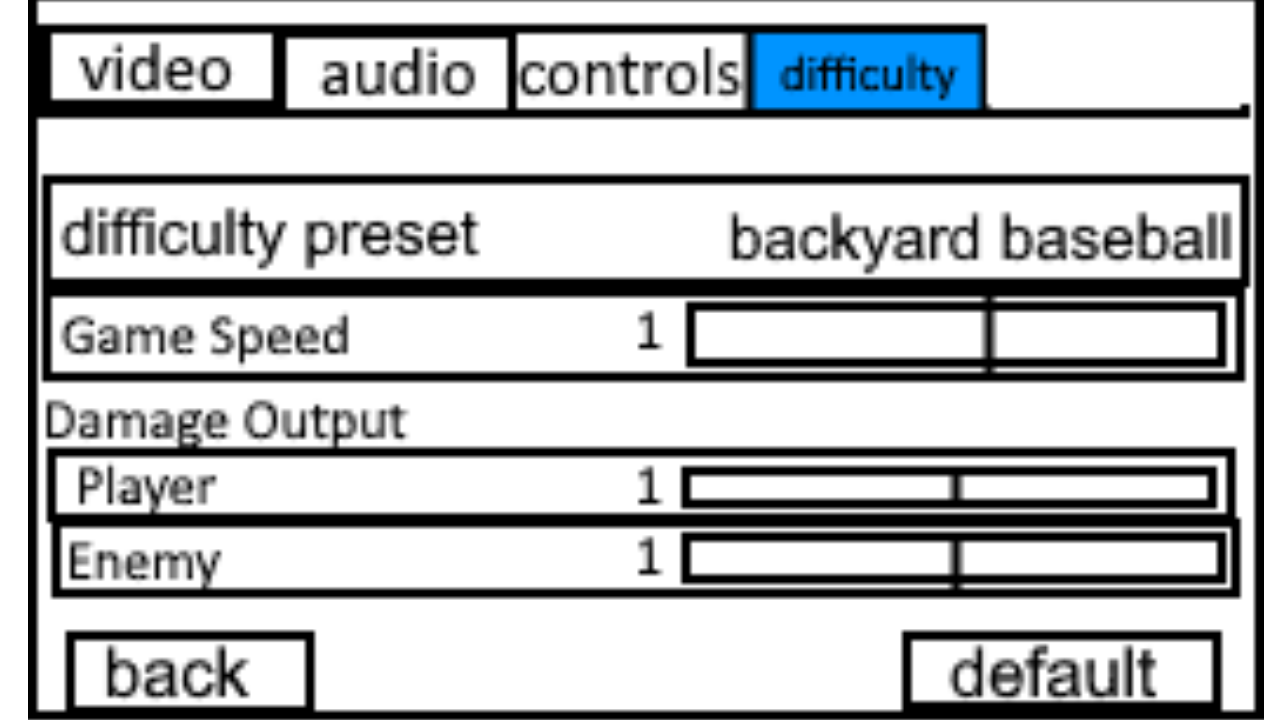 video audio controls difficulty
difficulty preset backyard baseball
Game Speed 1
Damage Output
Player 1
Enemy 1
back default